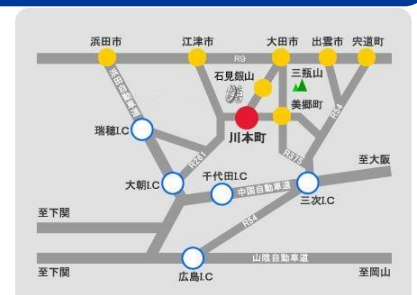 浜田市 江津市 大田市 出雲市 宍道町
R9
石見銀山 三瓶山
浜田自動車道
美郷町
R54
川本町
瑞穂I.C
R261
R375
至大阪
大朝I.C 千代田I.C
中国自動車道
三次I.C
至下関
R54
山陰自動車道
至下関 広島I.C 至岡山